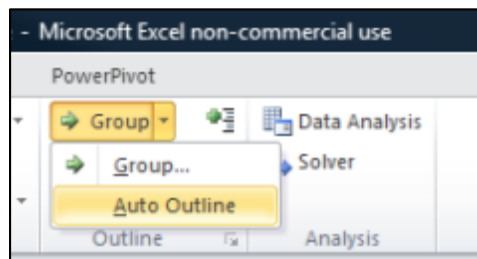 - Microsoft Excel non-commercial use
PowerPivot
Group
Data Analysis
Group...
Solver
Auto Outline
Outline
Analysis